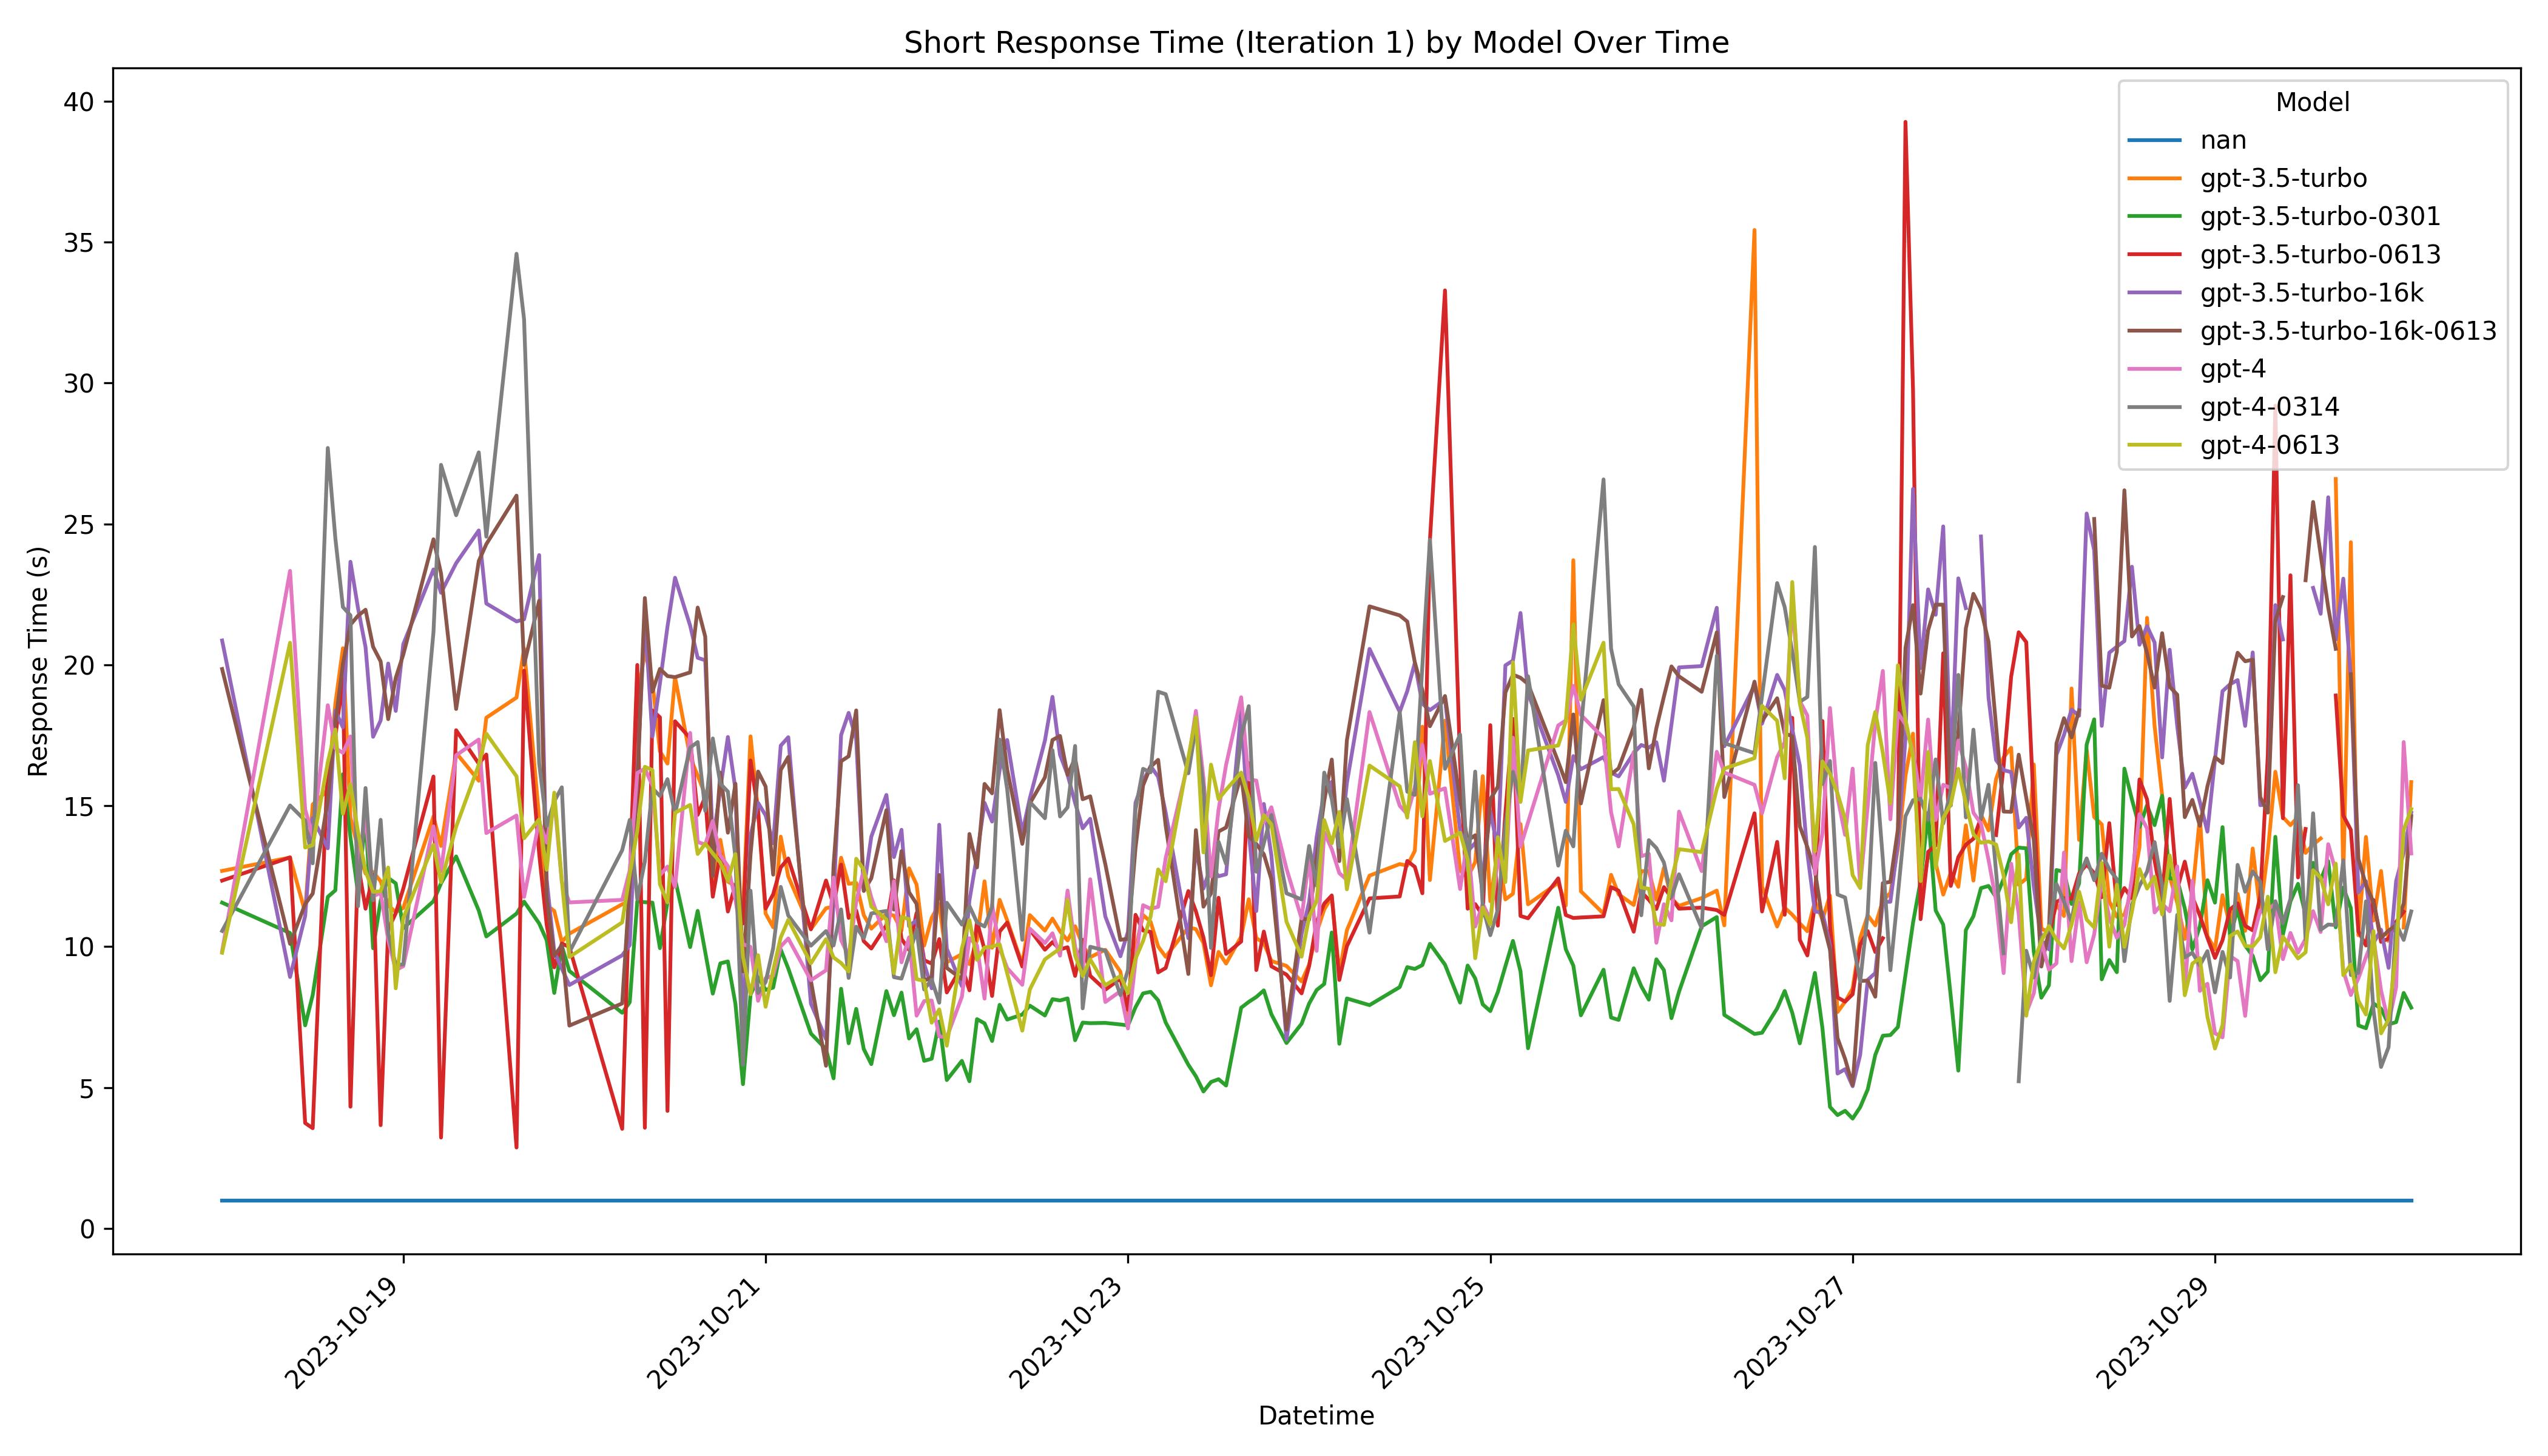 Short Response Time (Iteration 1) by Model Over Time
40
35
30
25
20
15
10
5
0
Response Time (s)
Model
nan
gpt-3.5-turbo
gpt-3.5-turbo-0301
gpt-3.5-turbo-0613
gpt-3.5-turbo-16k
gpt-3.5-turbo-16k-0613
gpt-4
gpt-4-0314
gpt-4-0613
2023-10-19
2023-10-21
2023-10-23
2023-10-25
2023-10-27
2023-10-29
Datetime